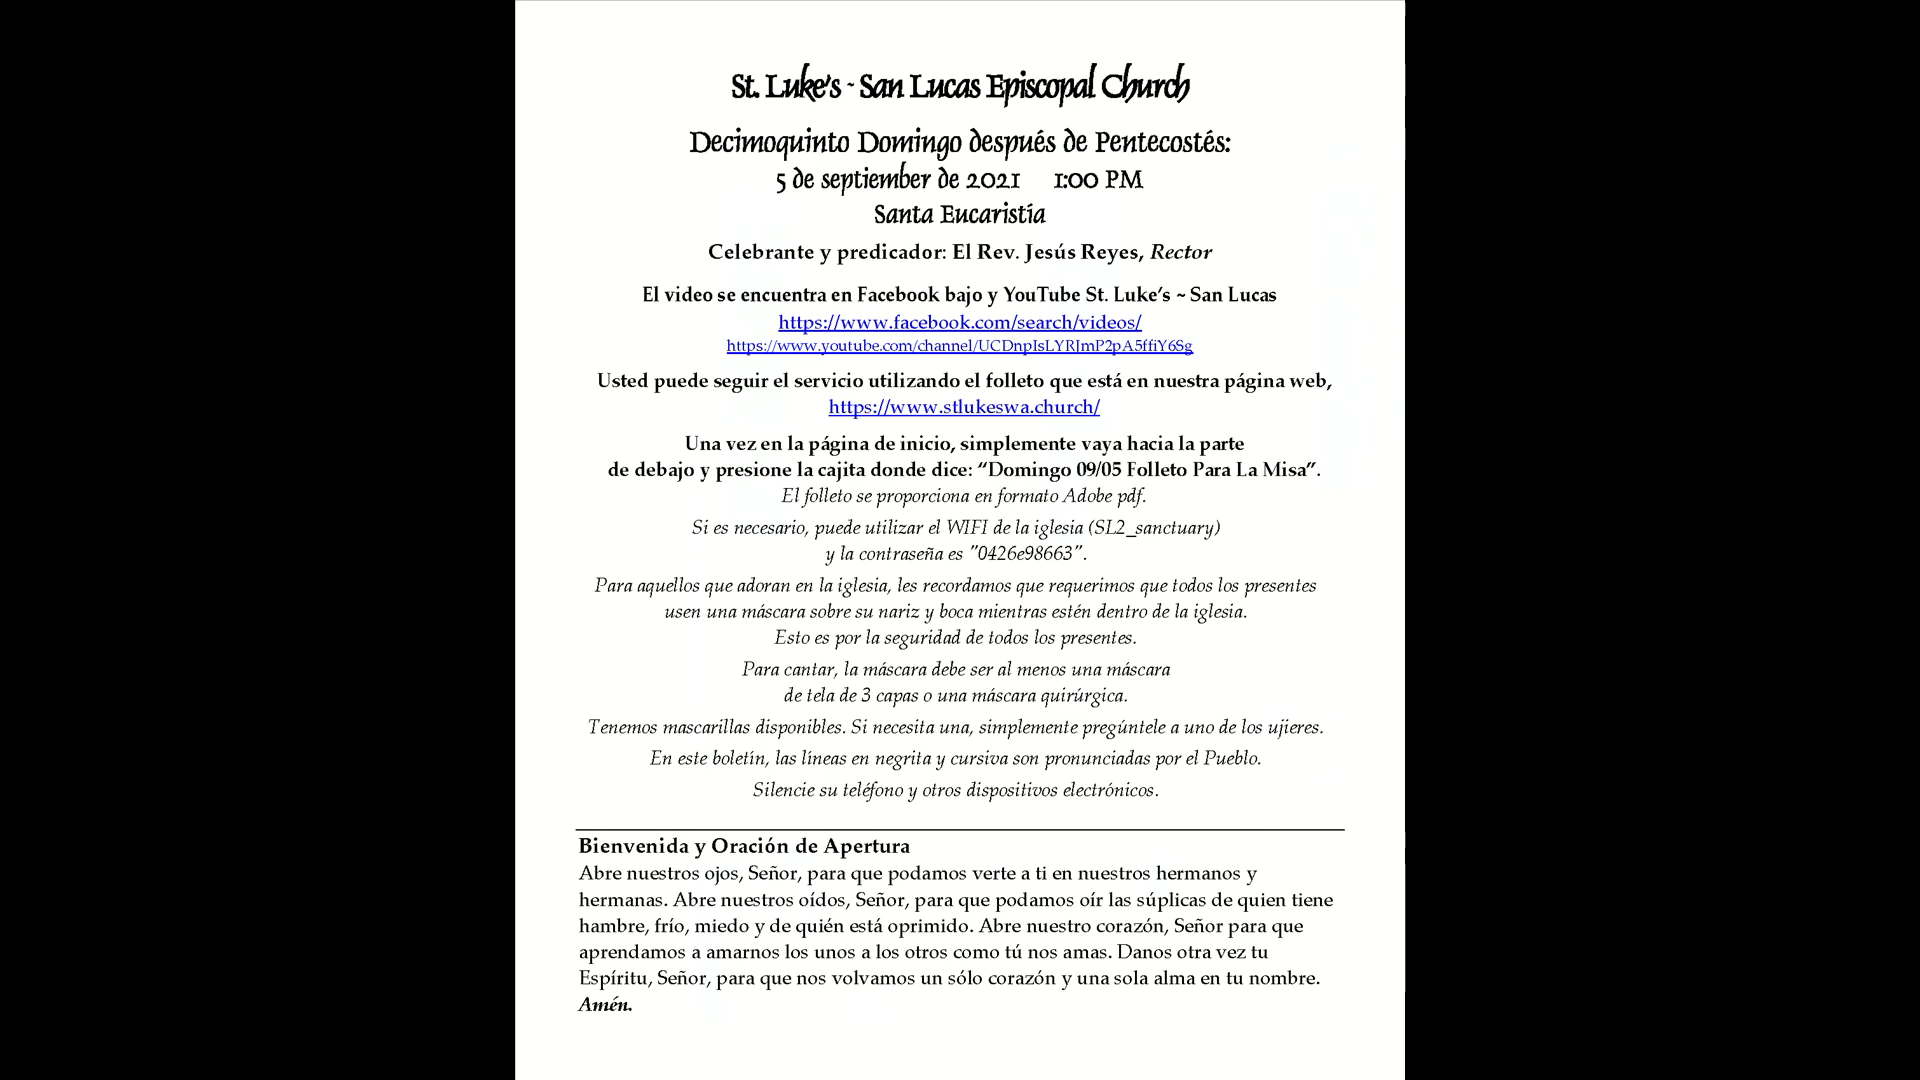 St. Luke's ~ San Lucas Episcopal Church
Decimoquinto Domingo después de Pentecostés:
5 de septiember de 2021 1:00 PM
Santa Eucaristía
Celebrante y predicador: El Rev. Jesús Reyes, Rector
El video se encuentra en Facebook bajo y YouTube St. Luke's ~ San Lucas
https://www.facebook.com/search/videos/
https://www.youtube.com/channel/UCDnpIsLYRJmP2pA5ffiY6Sg
Usted puede seguir el servicio utilizando el folleto que está en nuestra página web,
https://www.stlukeswa.church/
Una vez en la página de inicio, simplemente vaya hacia la parte
de debajo y presione la cajita donde dice: “Domingo 09/05 Folleto Para La Misa”.
El folleto se proporciona en formato Adobe pdf.
Si es necesario, puede utilizar el WIFI de la iglesia (SL2_sanctuary)
y la contraseña es "0426e98663".
Para aquellos que adoran en la iglesia, les recordamos que requerimos que todos los presentes
usen una máscara sobre su nariz y boca mientras estén dentro de la iglesia.
Esto es por la seguridad de todos los presentes.
Para cantar, la máscara debe ser al menos una máscara
de tela de 3 capas o una máscara quirúrgica.
Tenemos mascarillas disponibles. Si necesita una, simplemente pregúntele a uno de los ujieres.
En este boletín, las líneas en negrita y cursiva son pronunciadas por el Pueblo.
Silencie su teléfono y otros dispositivos electrónicos.
Bienvenida y Oración de Apertura
Abre nuestros ojos, Señor, para que podamos verte a ti en nuestros hermanos y
hermanas. Abre nuestros oídos, Señor, para que podamos oír las súplicas de quien tiene
hambre, frío, miedo y de quién está oprimido. Abre nuestro corazón, Señor para que
aprendamos a amarnos los unos a los otros como tú nos amas. Danos otra vez tu
Espíritu, Señor, para que nos volvamos un sólo corazón y una sola alma en tu nombre.
Amén.